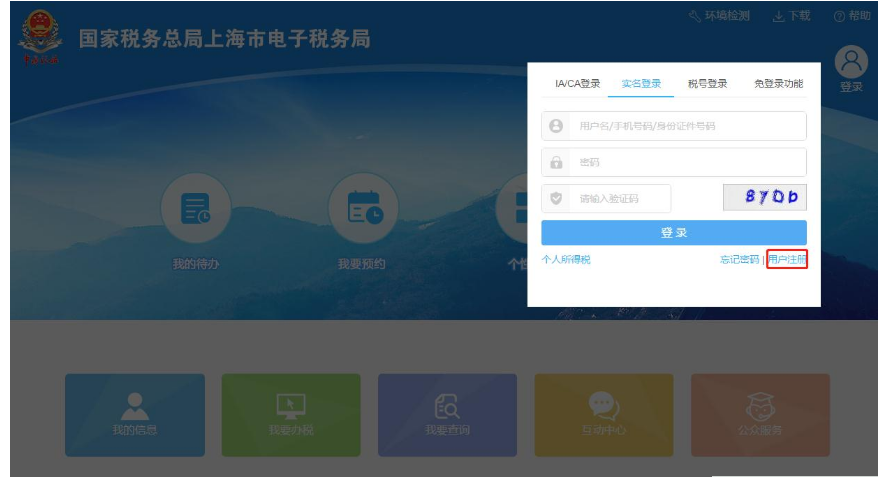 环境检测 下载 帮助
国家税务总局上海市电子税务局
登录
IA/CA登录 实名登录 税号登录 免登录功能
用户名/手机号码/身份证件号码
密码
请输入验证码 870b
登录
个人所得税 忘记密码 | 用户注册
我的待办 我要预约 个性
我的信息 我要办税 我要查询 互动中心 公众服务